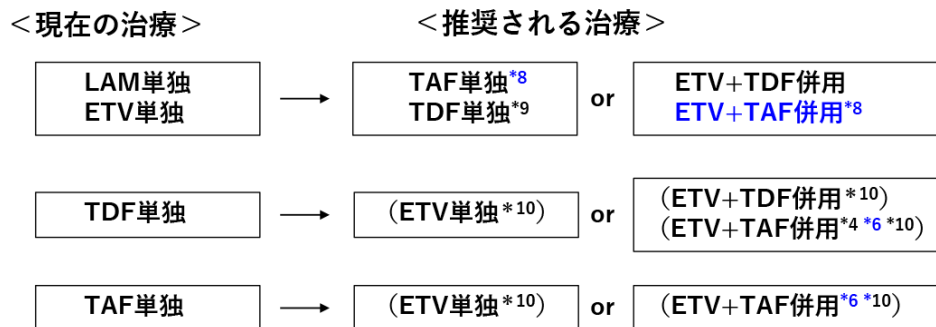 ＜現在の治療＞ ＜推奨される治療＞
LAM単独 TAF単独*8 or ETV+TDF併用
ETV単独 TDF単独*9 ETV+TAF併用*8
TDF単独 （ETV単独＊10） or （ETV+TDF併用＊10）
（ETV+TAF併用*4 *6 *10）
TAF単独 （ETV単独＊10） or （ETV+TAF併用*6 *10）